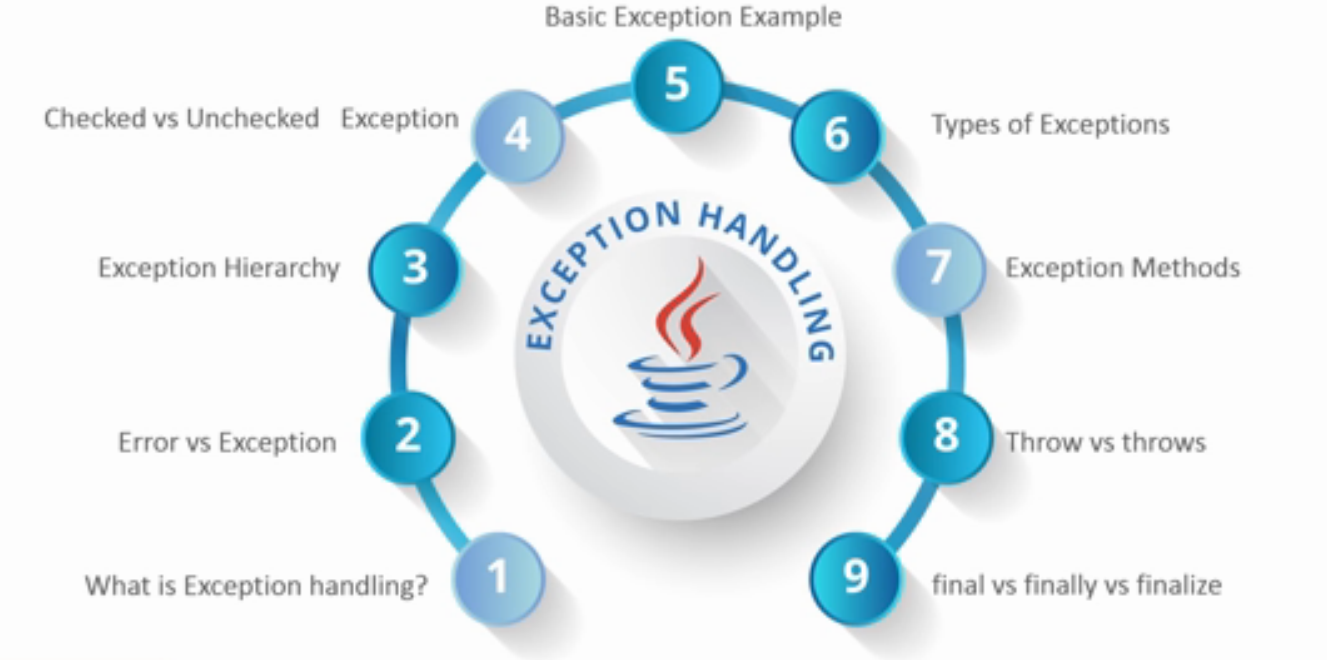 Basic Exception Example
5
Checked vs Unchecked Exception
4
6
Types of Exceptions
EXCEPTION HANDLING
Exception Hierarchy
3
7
Exception Methods
Error vs Exception
2
8
Throw vs throws
What is Exception handling?
1
9
final vs finally vs finalize